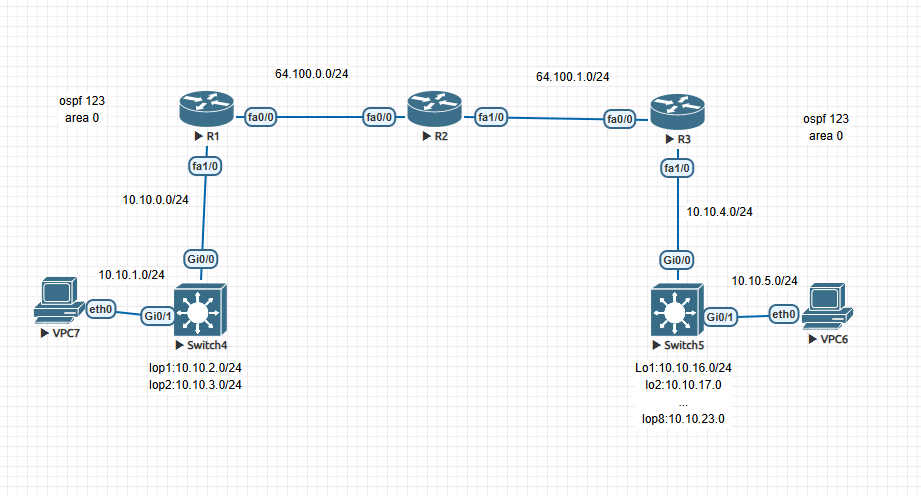 64.100.0.0/24
64.100.1.0/24
ospf 123
area 0
fa0/0
fa0/0
fa1/0
fa0/0
ospf 123
area 0
R1
R2
R3
fa1/0
fa1/0
10.10.0.0/24
10.10.4.0/24
Gi0/0
Gi0/0
10.10.1.0/24
10.10.5.0/24
eth0
Gi0/1
Gi0/1
eth0
VPC7
Switch4
Switch5
VPC6
lop1:10.10.2.0/24
lop2:10.10.3.0/24
Lo1:10.10.16.0/24
lo2:10.10.17.0
...
lop8:10.10.23.0